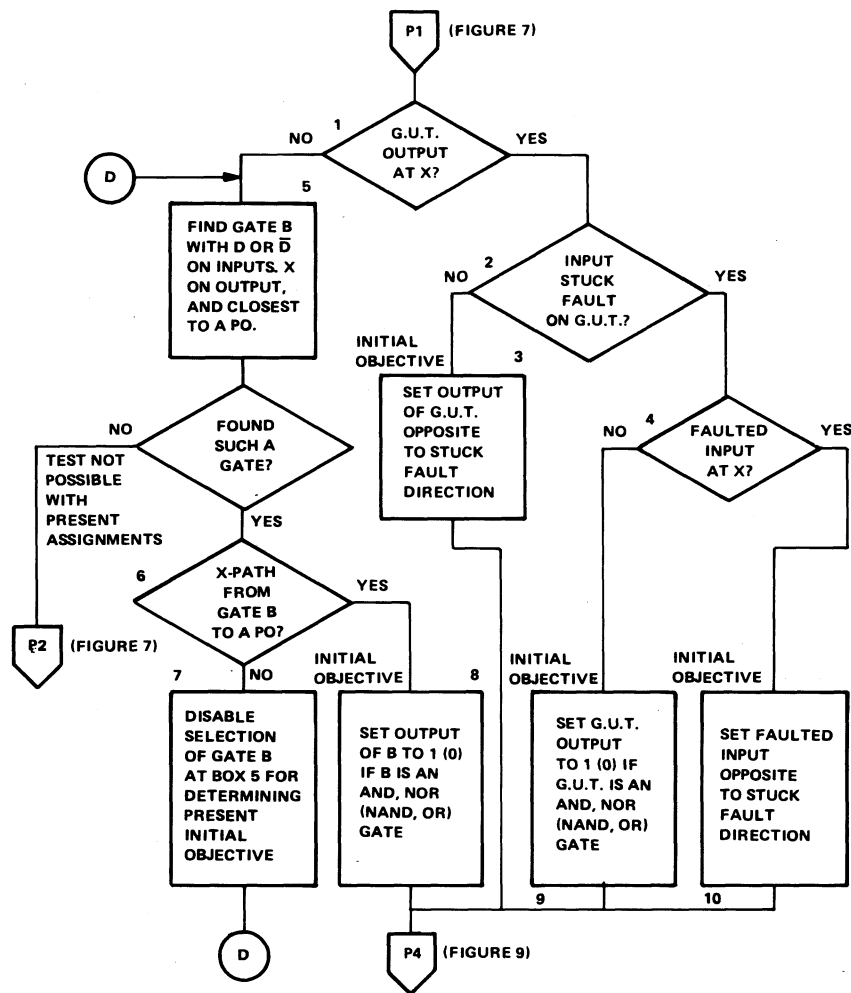 P1 (FIGURE 7)
1
G.U.T.
OUTPUT
AT X?
NO
YES
D
5
FIND GATE B
WITH D OR D̅
ON INPUTS. X
ON OUTPUT,
AND CLOSEST
TO A PO.
2
INPUT
STUCK
FAULT
ON G.U.T.?
NO
YES
INITIAL
OBJECTIVE
3
SET OUTPUT
OF G.U.T.
OPPOSITE
TO STUCK
FAULT
DIRECTION
4
FAULTED
INPUT
AT X?
NO
YES
FOUND
SUCH A
GATE?
NO
TEST NOT
POSSIBLE
WITH
PRESENT
ASSIGNMENTS
YES
6
X-PATH
FROM
GATE B
TO A PO?
YES
P2 (FIGURE 7)
7
NO
DISABLE
SELECTION
OF GATE B
AT BOX 5 FOR
DETERMINING
PRESENT
INITIAL
OBJECTIVE
INITIAL
OBJECTIVE
8
SET OUTPUT
OF B TO 1 (0)
IF B IS AN
AND, NOR
(NAND, OR)
GATE
INITIAL
OBJECTIVE
SET G.U.T.
OUTPUT
TO 1 (0) IF
G.U.T. IS AN
AND, NOR
(NAND, OR)
GATE
9
INITIAL
OBJECTIVE
SET FAULTED
INPUT
OPPOSITE
TO STUCK
FAULT
DIRECTION
10
D
P4 (FIGURE 9)